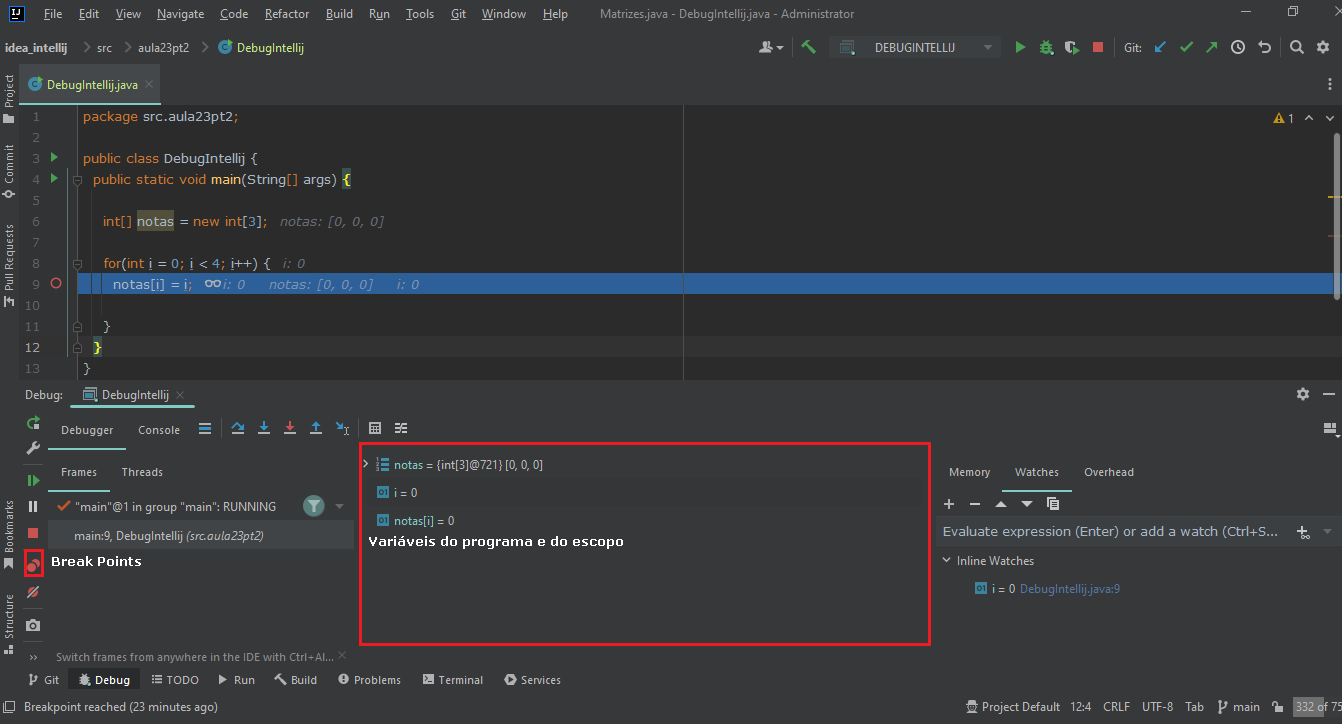 File Edit View Navigate Code Refactor Build Run Tools Git Window Help Matrizes.java - DebugIntellij.java - Administrator
idea_intellij src aula23pt2 DebugIntellij DEBUGINTELLIJ Git:
Project
Commit
Pull Requests
Bookmarks
Structure
DebugIntellij.java
1 package src.aula23pt2; 1
2
3 public class DebugIntellij {
4 public static void main(String[] args) {
5
6 int[] notas = new int[3]; notas: [0, 0, 0]
7
8 for(int i = 0; i < 4; i++) { i: 0
9 notas[i] = i; i: 0 notas: [0, 0, 0] i: 0
10
11 }
12 }
13 }
Debug: DebugIntellij
Debugger Console
Frames Threads
"main"@1 in group "main": RUNNING
main:9, DebugIntellij (src.aula23pt2)
Break Points
Switch frames from anywhere in the IDE with Ctrl+Al...
notas = {int[3]@721} [0, 0, 0]
i = 0
notas[i] = 0
Variáveis do programa e do escopo
Memory Watches Overhead
Evaluate expression (Enter) or add a watch (Ctrl+S...
Inline Watches
i = 0 DebugIntellij.java:9
Git Debug TODO Run Build Problems Terminal Services
Breakpoint reached (23 minutes ago) Project Default 12:4 CRLF UTF-8 Tab main 332 of 75